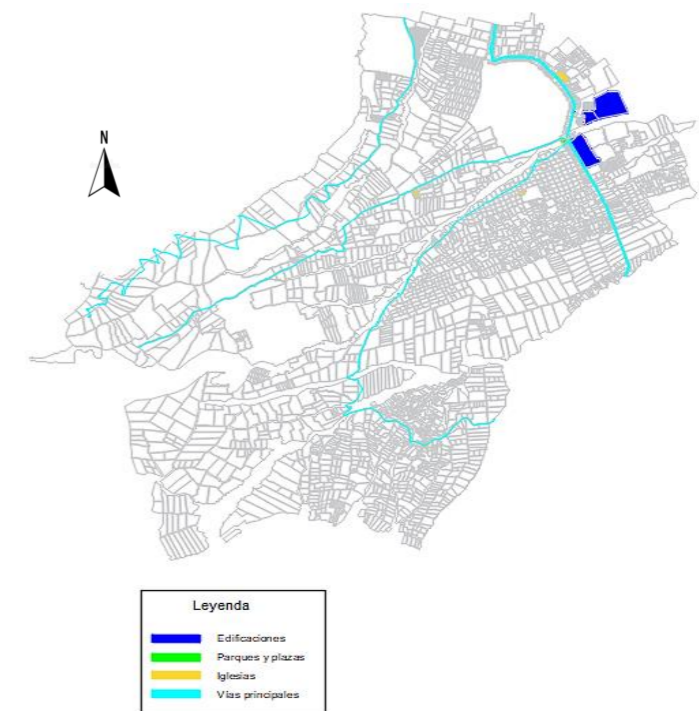 N
Leyenda
Edificaciones
Parques y plazas
Iglesias
Vías principales